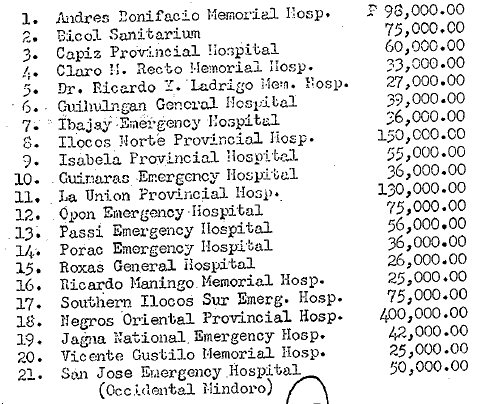 1. Andres Bonifacio Memorial Hosp. ₱ 98,000.00
2. Bicol Sanitarium 75,000.00
3. Capiz Provincial Hospital 60,000.00
4. Claro M. Recto Memorial Hosp. 33,000.00
5. Dr. Ricardo Y. Ladrigo Mem. Hosp. 27,000.00
6. Guihulngan General Hospital 39,000.00
7. Ibajay Emergency Hospital 36,000.00
8. Ilocos Norte Provincial Hosp. 150,000.00
9. Isabela Provincial Hospital 55,000.00
10. Guimaras Emergency Hospital 36,000.00
11. La Union Provincial Hosp. 130,000.00
12. Opon Emergency Hospital 75,000.00
13. Passi Emergency Hospital 56,000.00
14. Porac Emergency Hospital 36,000.00
15. Roxas General Hospital 26,000.00
16. Ricardo Maningo Memorial Hosp. 25,000.00
17. Southern Ilocos Sur Emerg. Hosp. 75,000.00
18. Negros Oriental Provincial Hosp. 400,000.00
19. Jagna National Emergency Hosp. 42,000.00
20. Vicente Gustilo Memorial Hosp. 25,000.00
21. San Jose Emergency Hospital 50,000.00
(Occidental Mindoro)